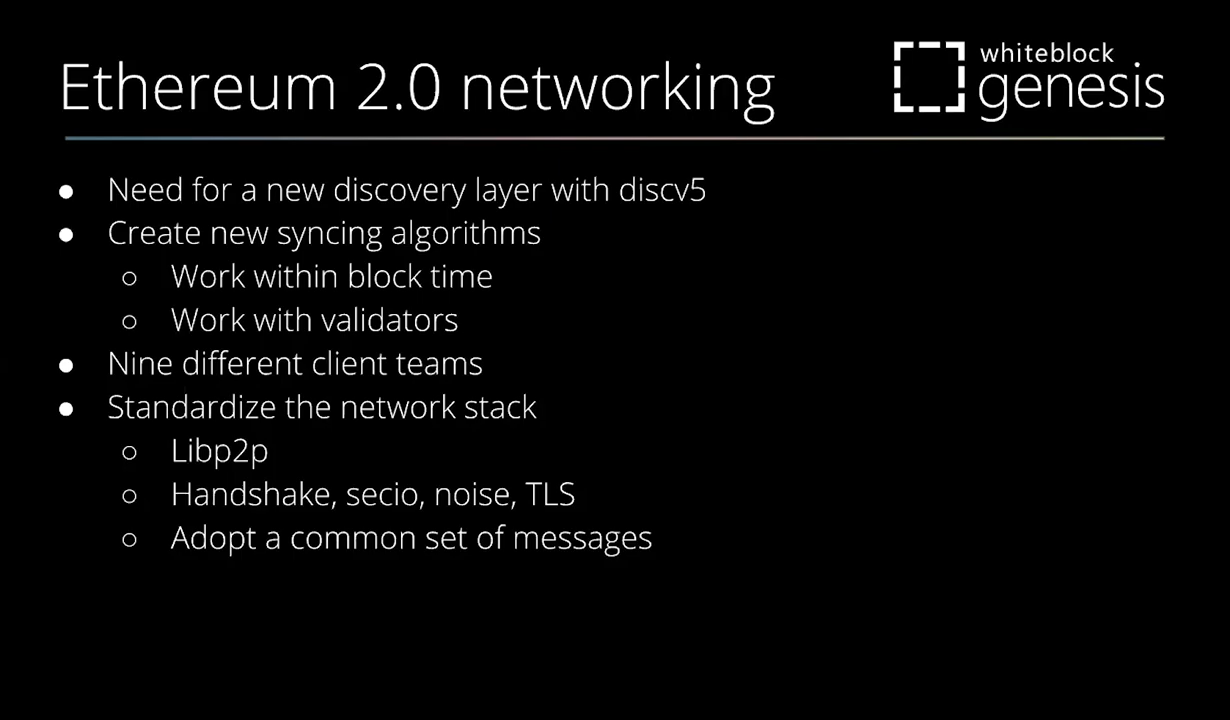 Ethereum 2.0 networking
whiteblock
genesis
● Need for a new discovery layer with discv5
● Create new syncing algorithms
○ Work within block time
○ Work with validators
● Nine different client teams
● Standardize the network stack
○ Libp2p
○ Handshake, secio, noise, TLS
○ Adopt a common set of messages